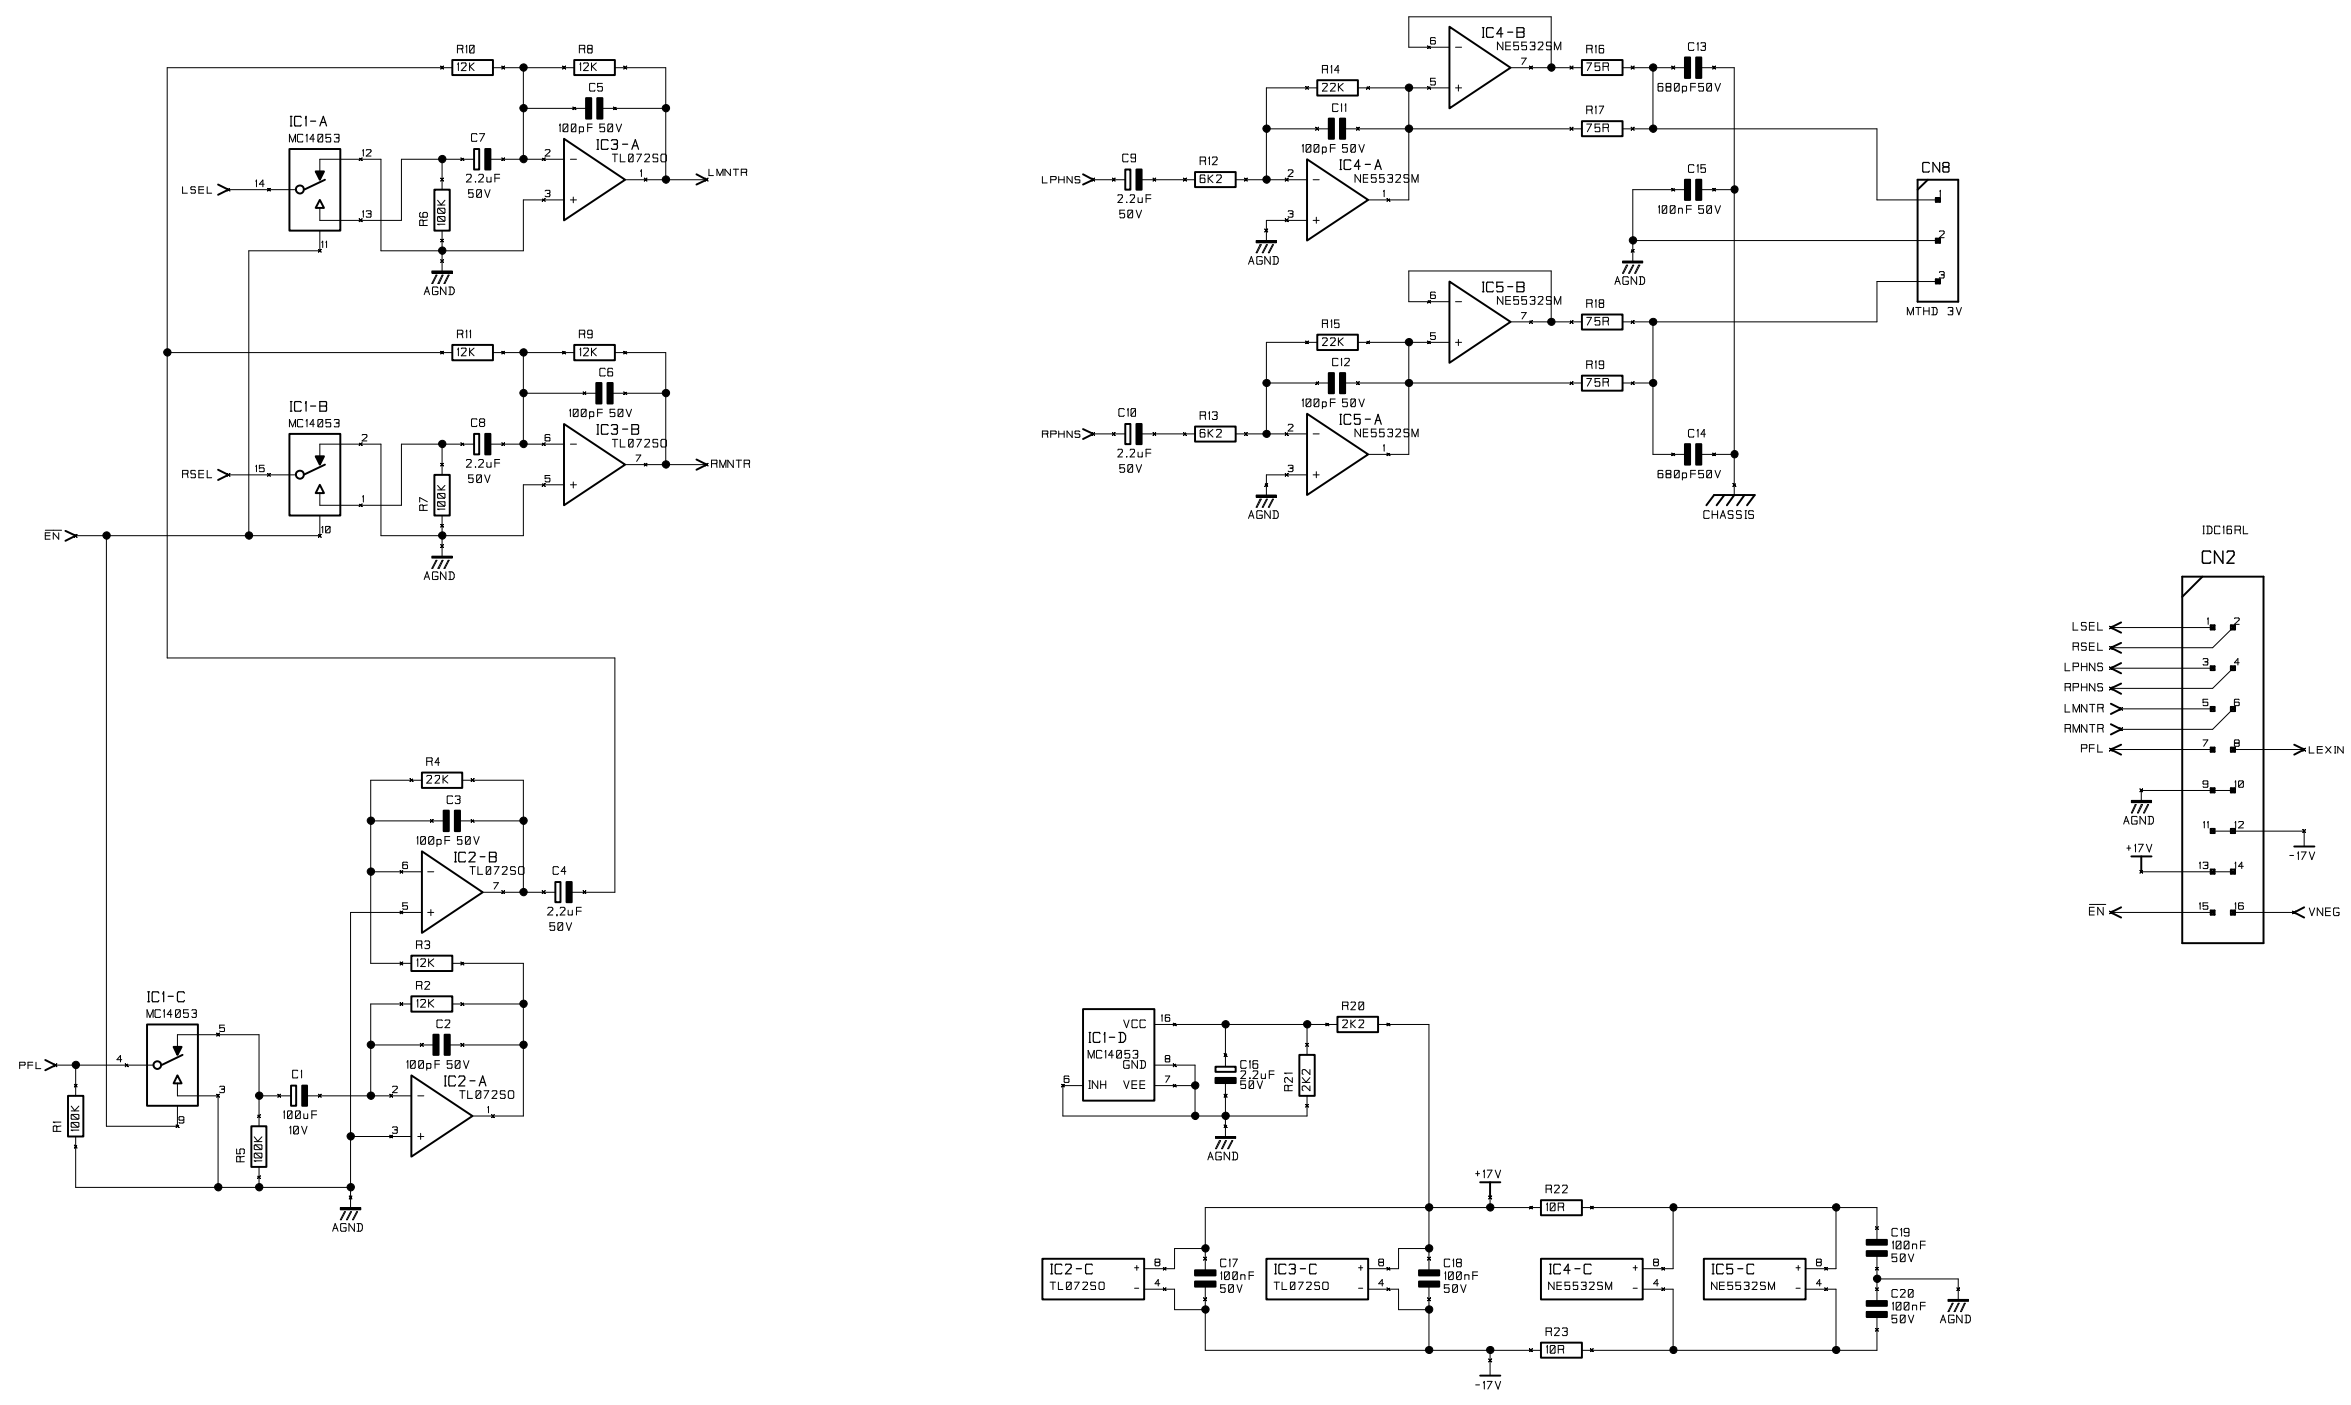 R10
12K
R8
12K
C5
100pF 50V
IC1-A
MC14053
12
13
14
11
LSEL
C7
2.2uF
50V
R6
100K
AGND
IC3-A
TL072SO
2
3
1
LMNTR
R11
12K
R9
12K
C6
100pF 50V
IC1-B
MC14053
2
1
15
10
RSEL
C8
2.2uF
50V
R7
100K
AGND
IC3-B
TL072SO
6
5
7
RMNTR
EN
R4
22K
C3
100pF 50V
IC2-B
TL072SO
6
5
7
C4
2.2uF
50V
R3
12K
R2
12K
C2
100pF 50V
IC2-A
TL072SO
2
3
1
IC1-C
MC14053
5
3
4
9
PFL
R1
100K
R5
100K
C1
100uF
10V
AGND
IC4-B
NE5532SM
6
5
7
R16
75R
C13
680pF50V
R14
22K
C11
100pF 50V
R17
75R
IC4-A
NE5532SM
2
3
1
LPHNS
C9
2.2uF
50V
R12
6K2
AGND
C15
100nF 50V
AGND
CN8
1
2
3
MTHD 3V
IC5-B
NE5532SM
6
5
7
R18
75R
R15
22K
C12
100pF 50V
R19
75R
IC5-A
NE5532SM
2
3
1
RPHNS
C10
2.2uF
50V
R13
6K2
AGND
C14
680pF50V
CHASSIS
IDC16RL
CN2
LSEL
1
2
RSEL
LPHNS
3
4
RPHNS
LMNTR
5
6
RMNTR
PFL
7
8
LEXIN
9
10
AGND
11
12
-17V
+17V
13
14
EN
15
16
VNEG
IC1-D
MC14053
VCC
GND
VEE
INH
16
8
7
6
C16
2.2uF
50V
R21
2K2
R20
2K2
AGND
+17V
R22
10R
IC2-C
TL072SO
+
-
8
4
C17
100nF
50V
IC3-C
TL072SO
+
-
8
4
C18
100nF
50V
IC4-C
NE5532SM
+
-
8
4
IC5-C
NE5532SM
+
-
8
4
C19
100nF
50V
C20
100nF
50V
AGND
R23
10R
-17V